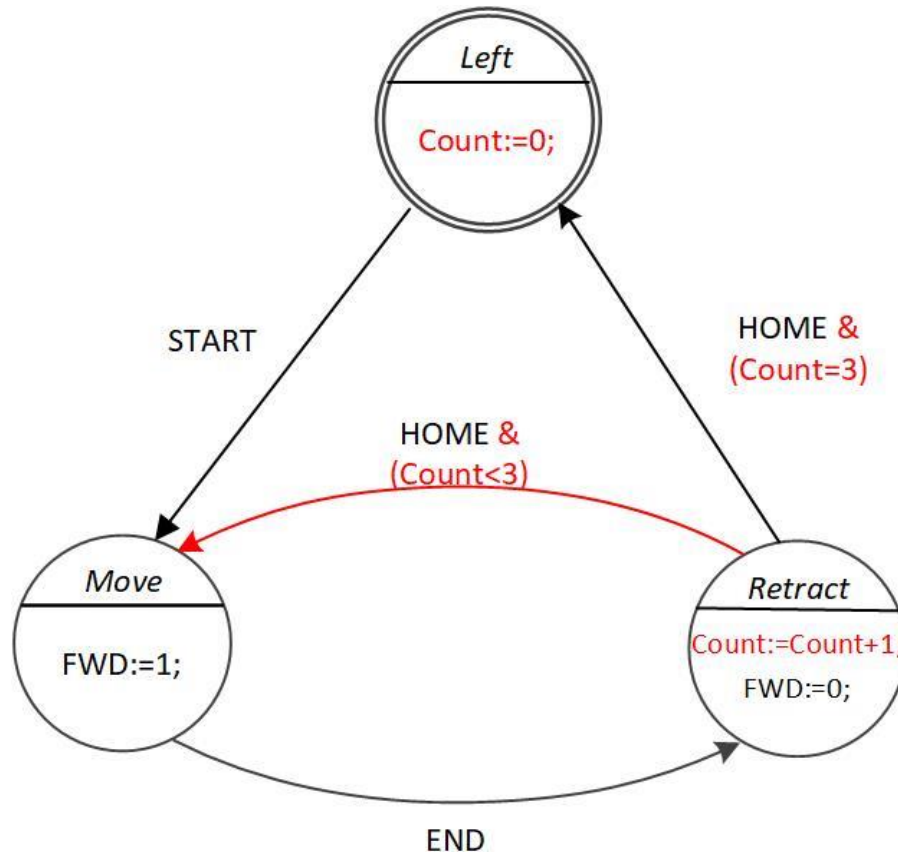 Left
Count:=0;
START
HOME &
(Count=3)
HOME &
(Count<3)
Move
FWD:=1;
Retract
Count:=Count+1;
FWD:=0;
END